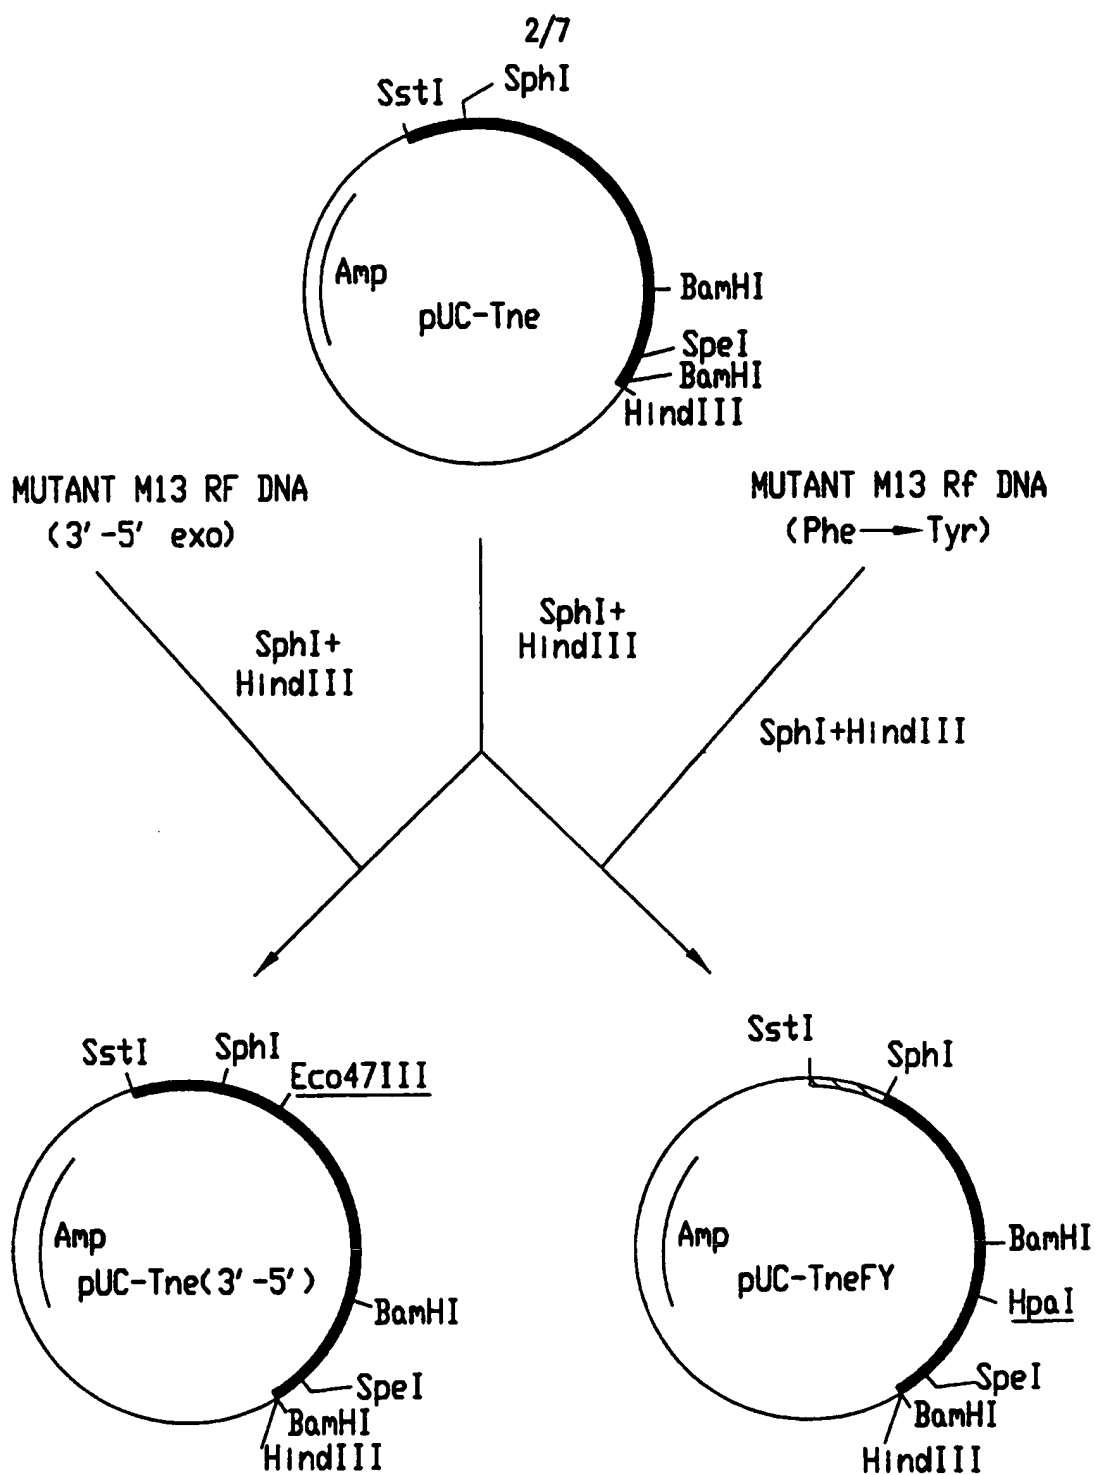 2/7
SstI
SphI
Amp
pUC-Tne
BamHI
SpeI
BamHI
HindIII
MUTANT M13 RF DNA
(3'-5' exo)
MUTANT M13 Rf DNA
(Phe→Tyr)
SphI+
HindIII
SphI+
HindIII
SphI+HindIII
SstI
SphI
Eco47III
Amp
pUC-Tne(3'-5')
BamHI
SpeI
BamHI
HindIII
SstI
SphI
Amp
pUC-TneFY
BamHI
HpaI
SpeI
BamHI
HindIII